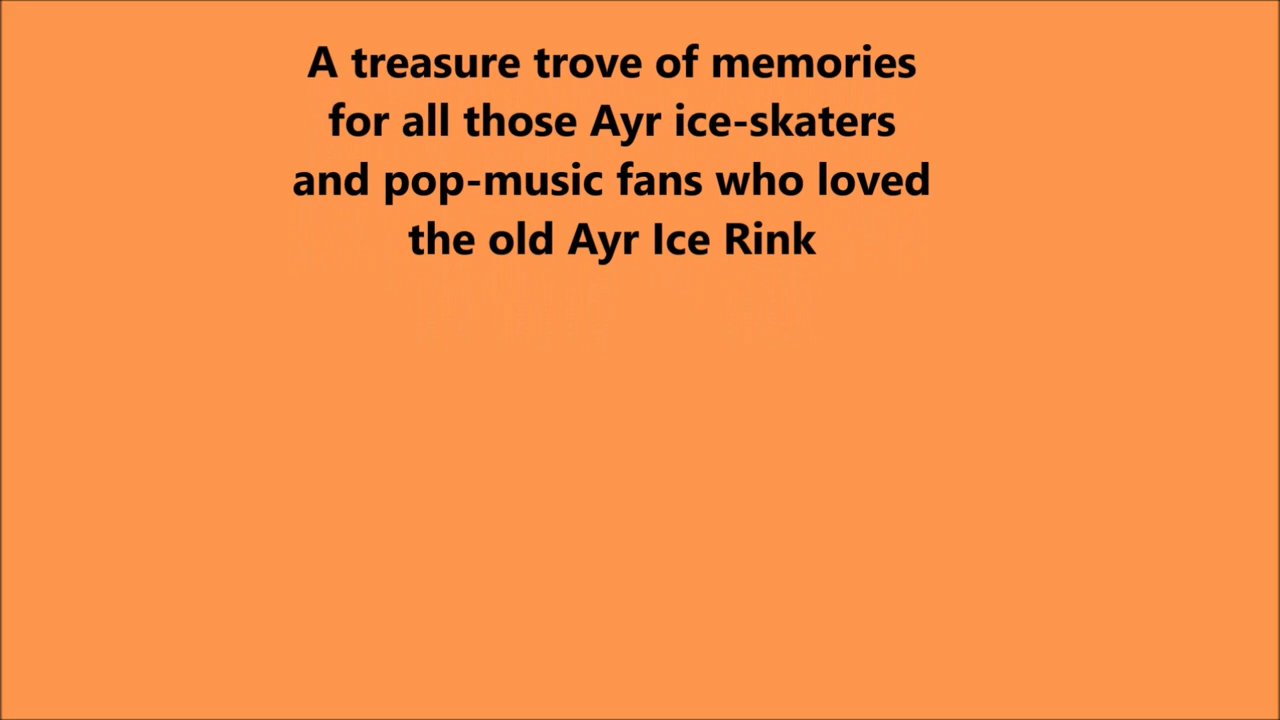 A treasure trove of memories
for all those Ayr ice-skaters
and pop-music fans who loved
the old Ayr Ice Rink